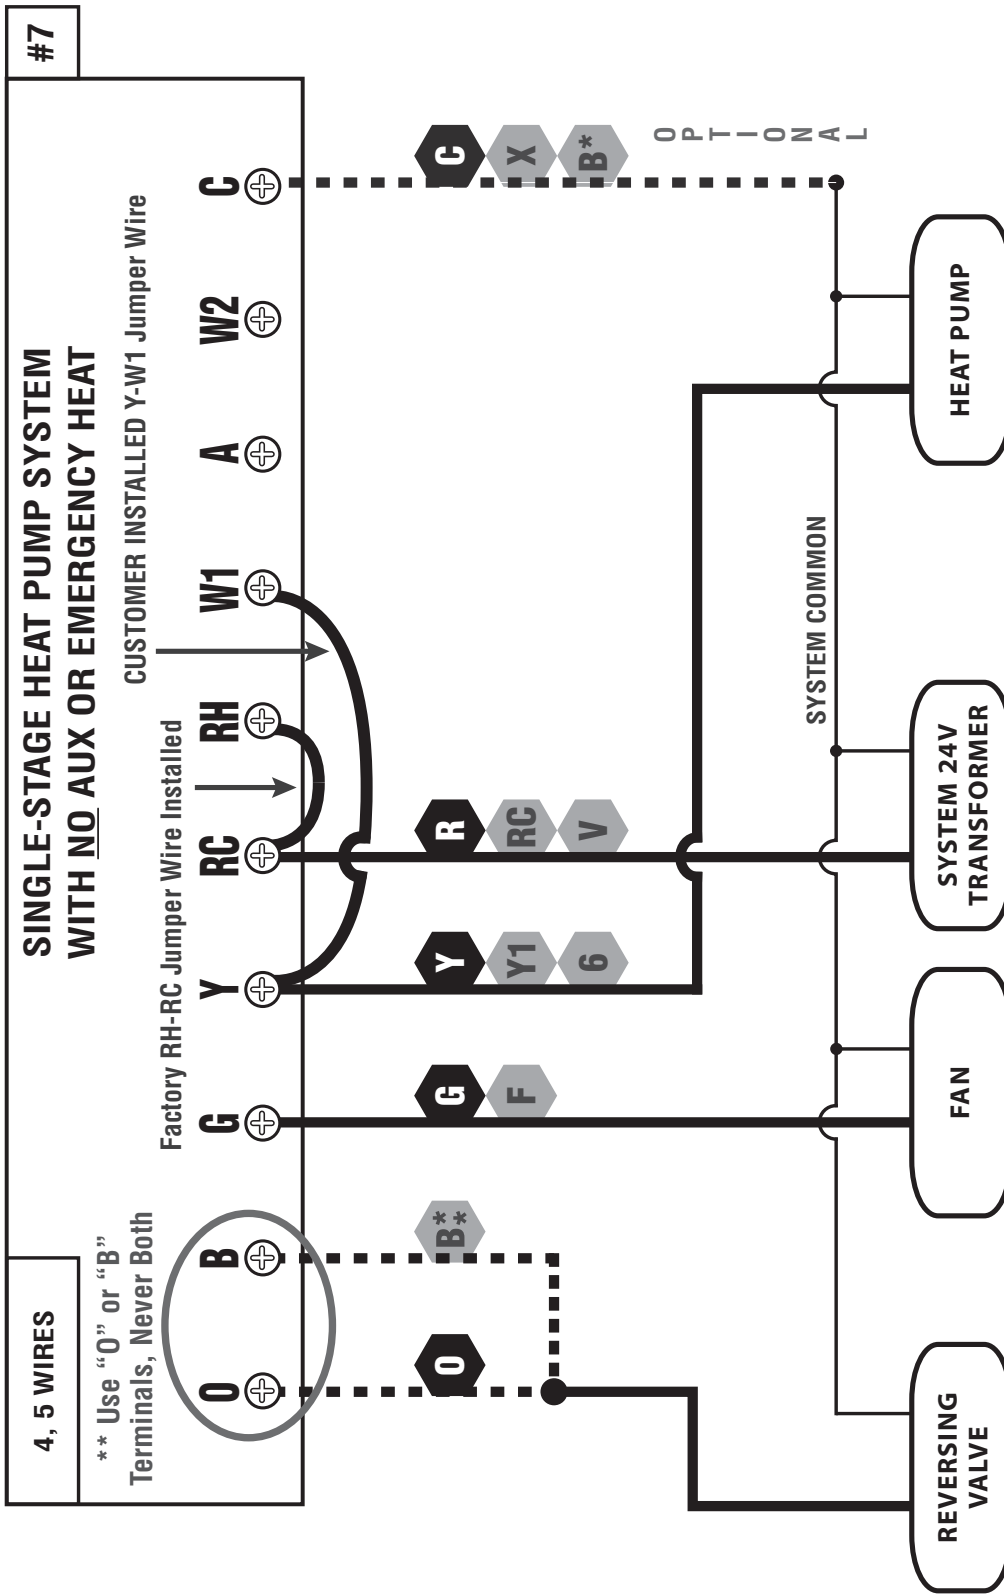 4, 5 WIRES
SINGLE-STAGE HEAT PUMP SYSTEM
WITH NO AUX OR EMERGENCY HEAT
#7
** Use “O” or “B”
Terminals, Never Both
Factory RH-RC Jumper Wire Installed
CUSTOMER INSTALLED Y-W1 Jumper Wire
O B G Y RC RH W1 A W2 C
O B* G Y R C
* F Y1 RC X
6 V B*
OPTIONAL
SYSTEM COMMON
REVERSING
VALVE
FAN
SYSTEM 24V
TRANSFORMER
HEAT PUMP